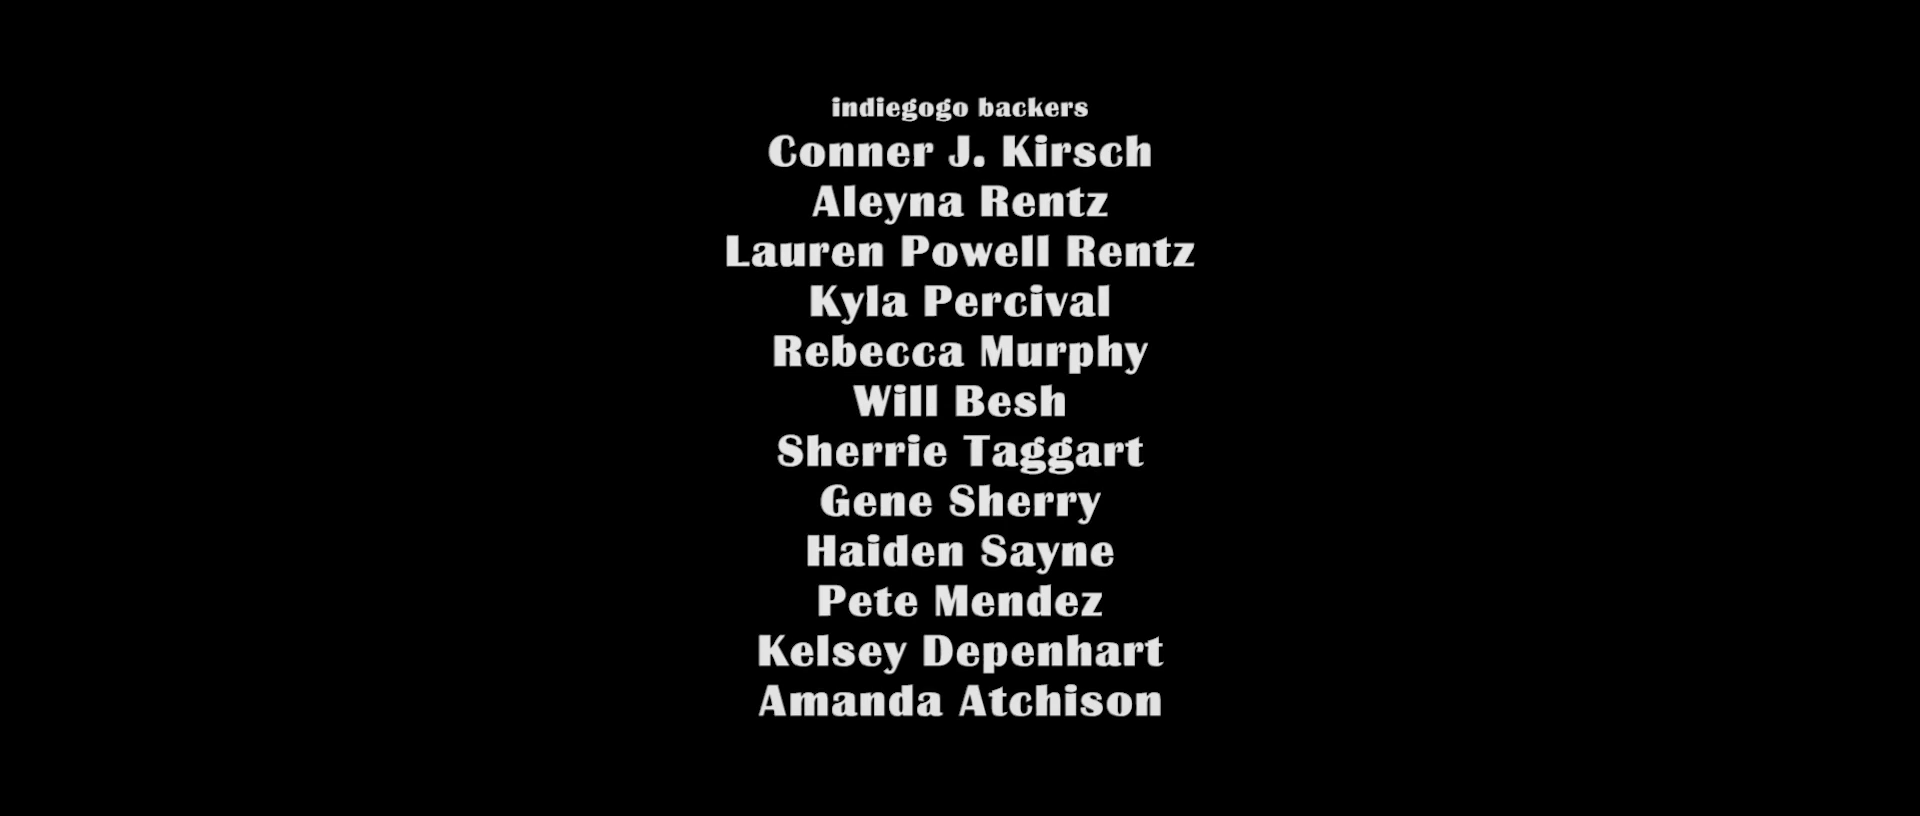 indiegogo backers
Conner J. Kirsch
Aleyna Rentz
Lauren Powell Rentz
Kyla Percival
Rebecca Murphy
Will Besh
Sherrie Taggart
Gene Sherry
Haiden Sayne
Pete Mendez
Kelsey Depenhart
Amanda Atchison